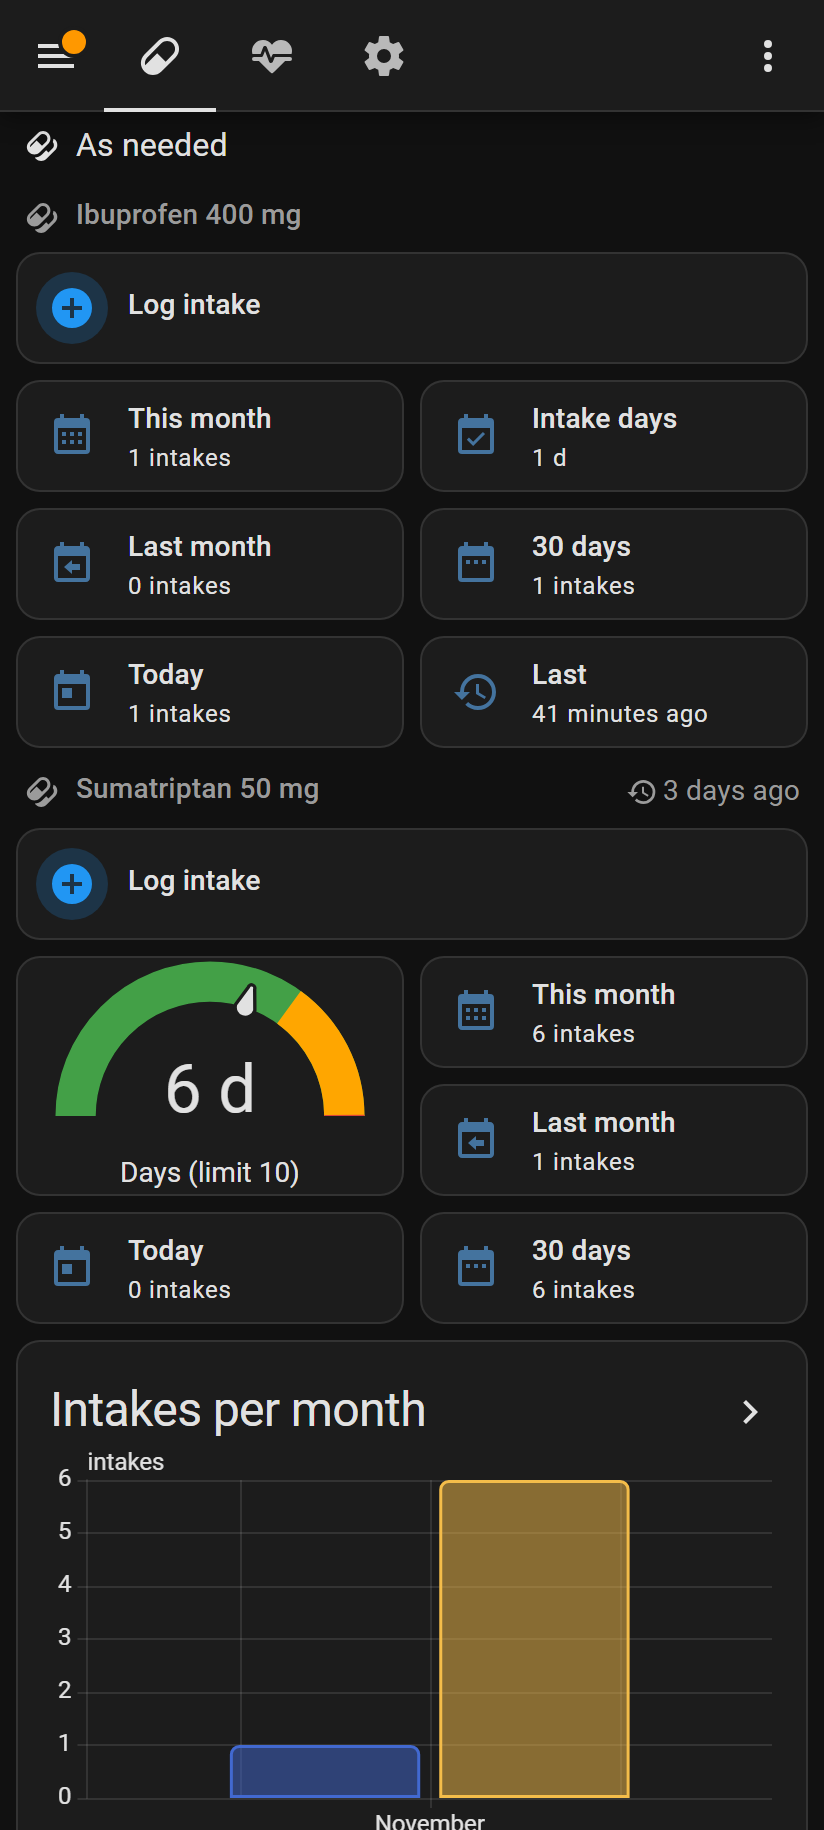 As needed
Ibuprofen 400 mg
Log intake
This month
1 intakes
Intake days
1 d
Last month
0 intakes
30 days
1 intakes
Today
1 intakes
Last
41 minutes ago
Sumatriptan 50 mg
3 days ago
Log intake
6 d
Days (limit 10)
This month
6 intakes
Last month
1 intakes
Today
0 intakes
30 days
6 intakes
Intakes per month
intakes
6
5
4
3
2
1
0
November